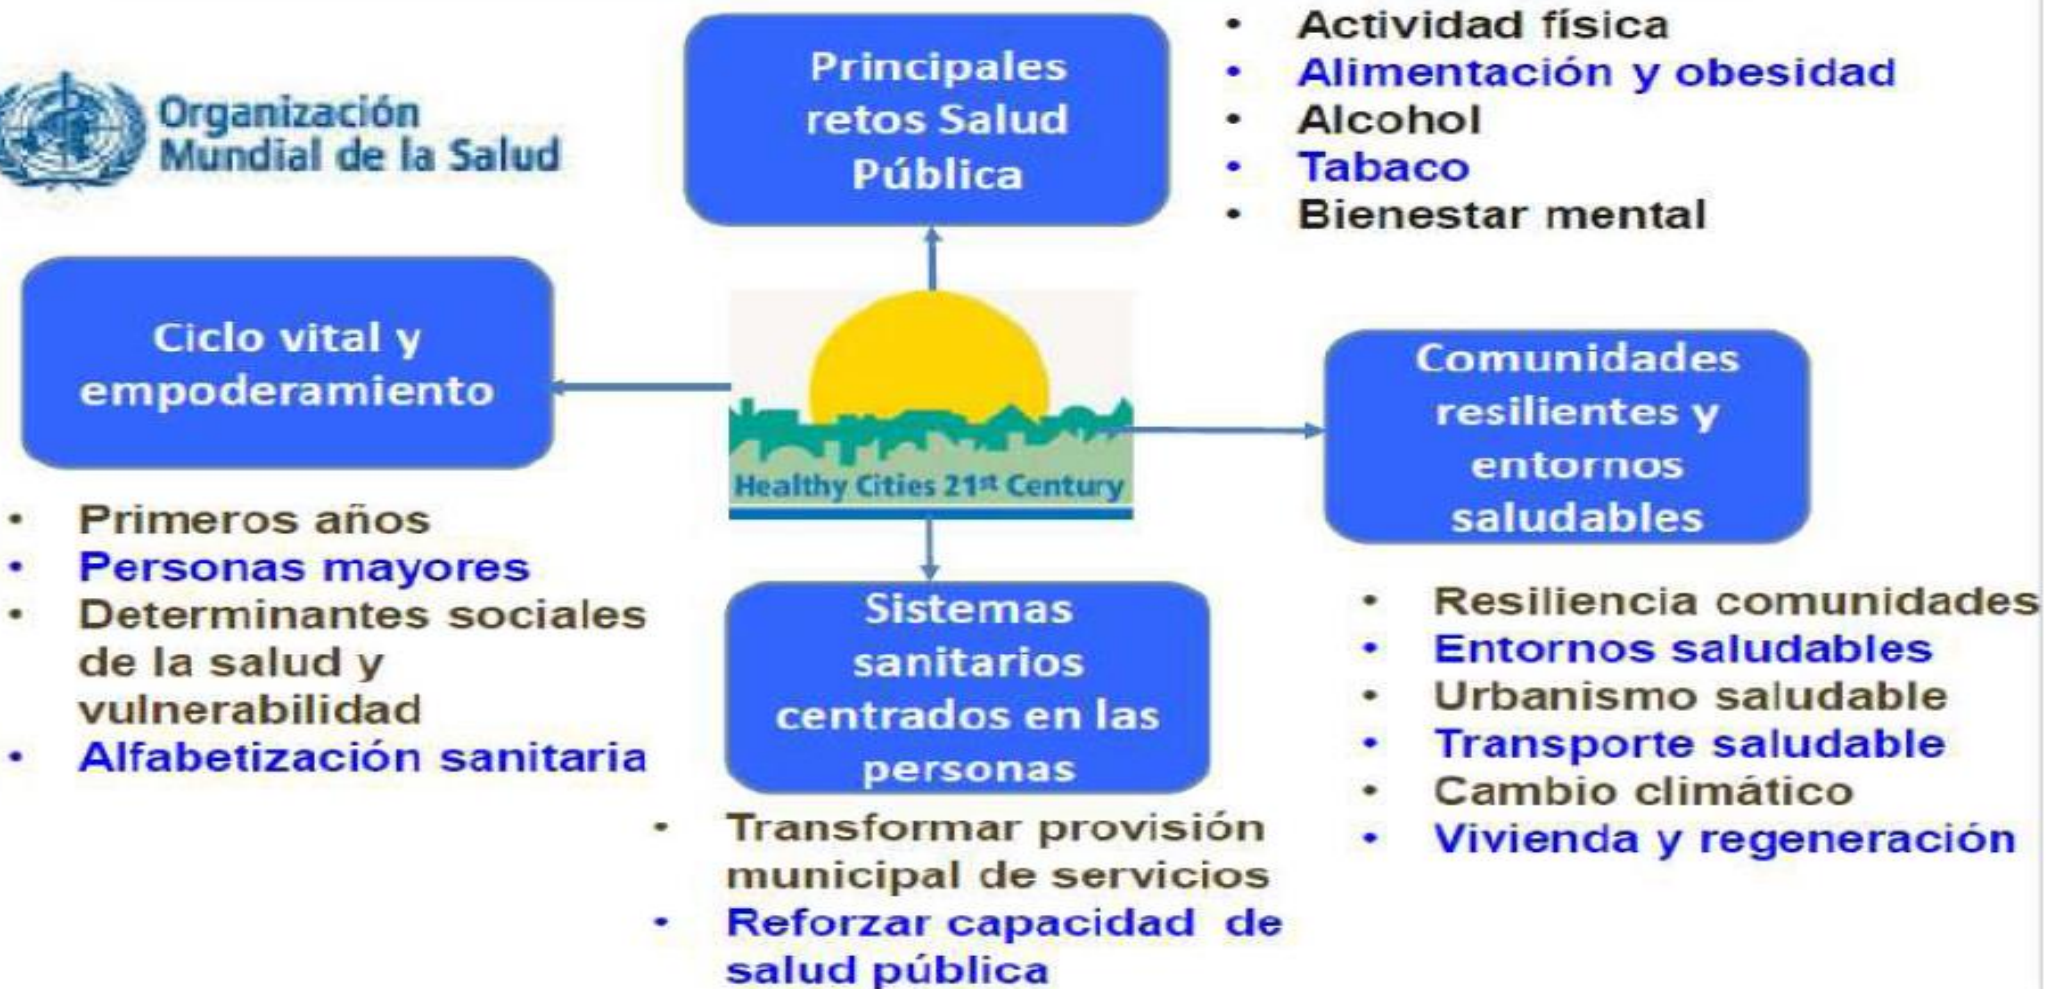 Organización
Mundial de la Salud
Principales
retos Salud
Pública
• Actividad física
• Alimentación y obesidad
• Alcohol
• Tabaco
• Bienestar mental
Ciclo vital y
empoderamiento
• Primeros años
• Personas mayores
• Determinantes sociales
de la salud y
vulnerabilidad
• Alfabetización sanitaria
Healthy Cities 21st Century
Comunidades
resilientes y
entornos
saludables
• Resiliencia comunidades
• Entornos saludables
• Urbanismo saludable
• Transporte saludable
• Cambio climático
• Vivienda y regeneración
Sistemas
sanitarios
centrados en las
personas
• Transformar provisión
municipal de servicios
• Reforzar capacidad de
salud pública